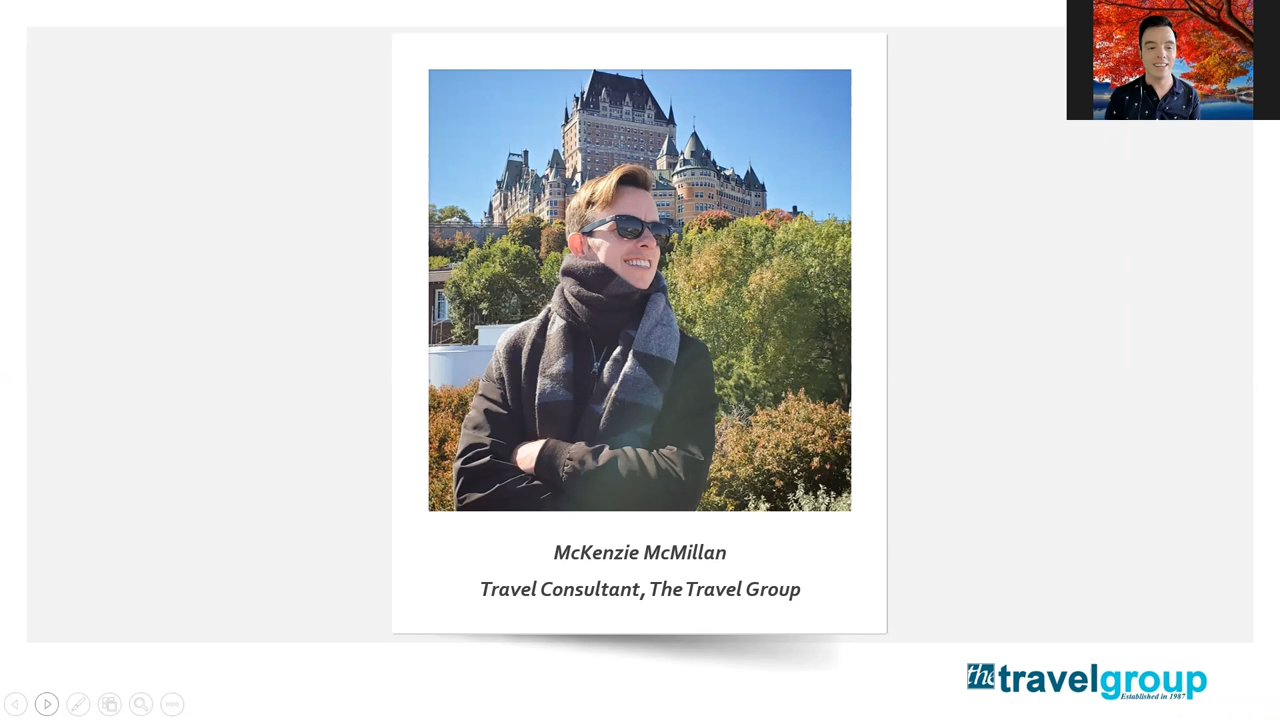 McKenzie McMillan
Travel Consultant, The Travel Group
the travelgroup
Established in 1987